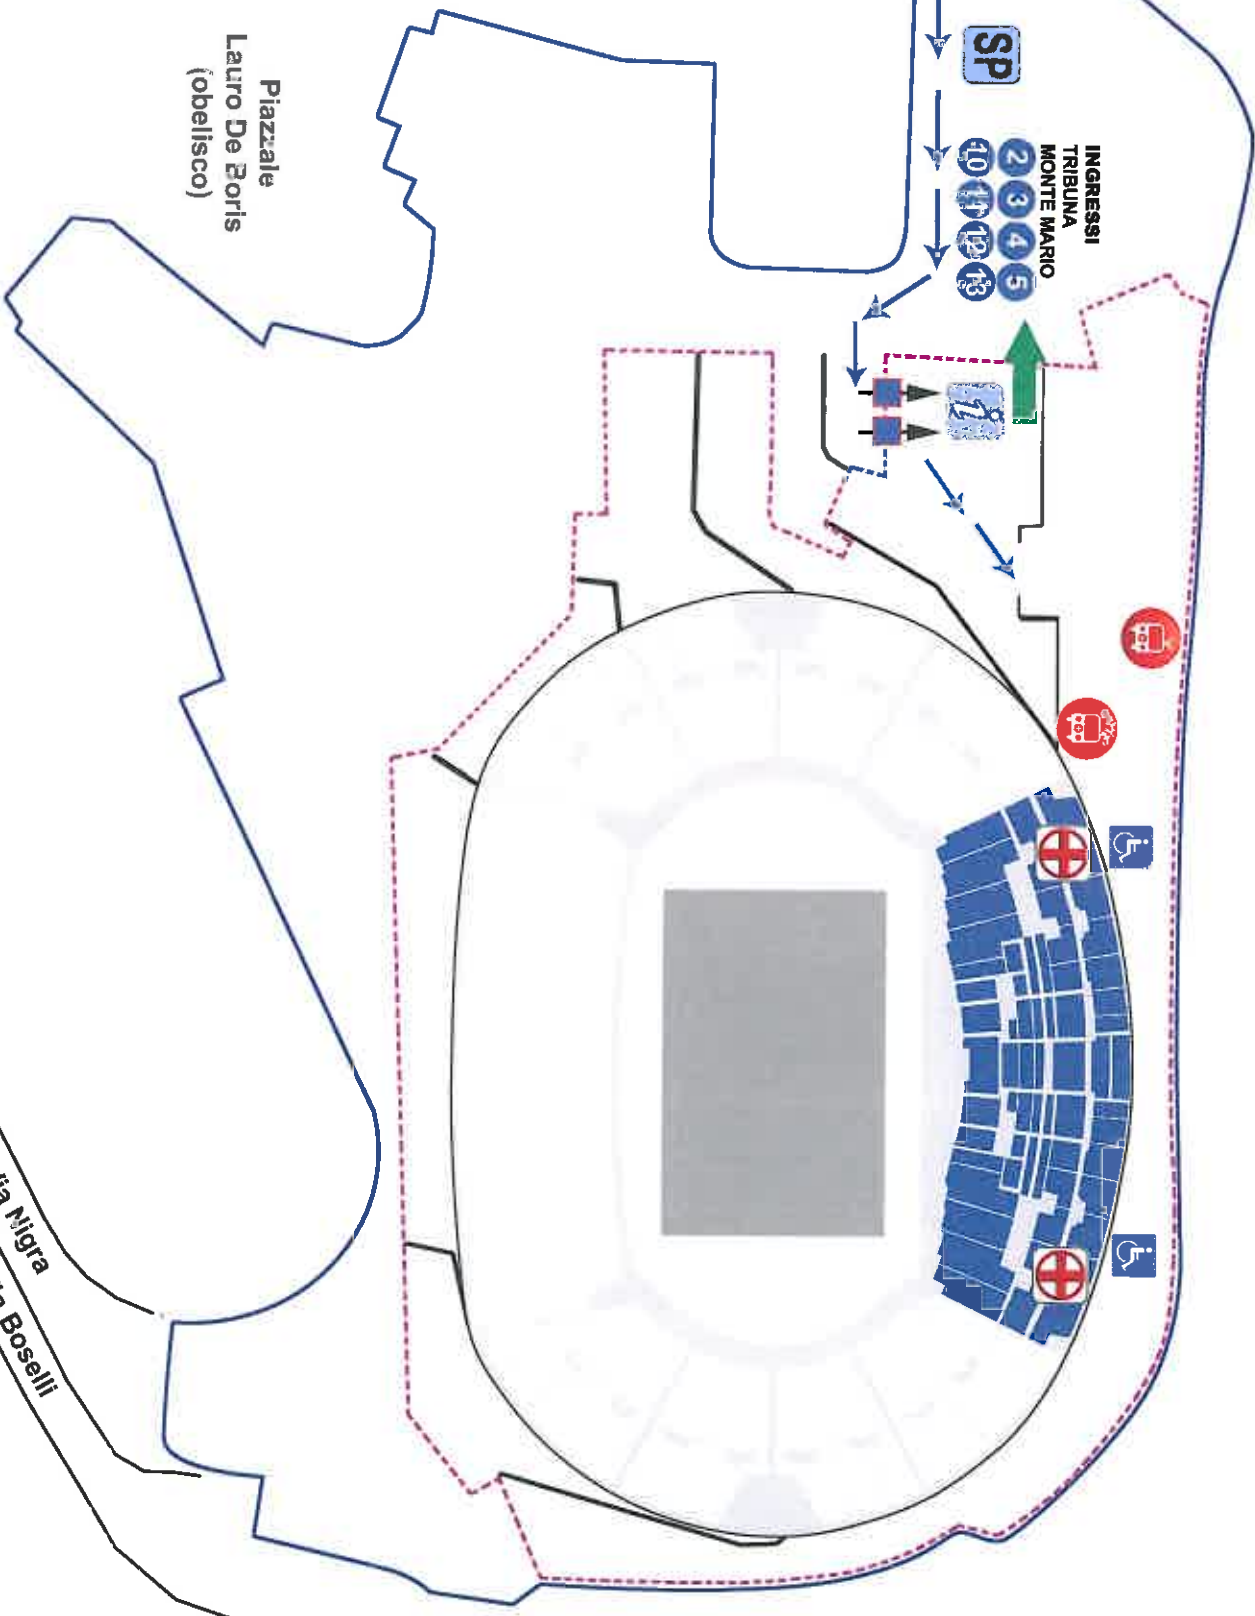 SP
INGRESSI
TRIBUNA
MONTE MARIO
2 3 4 5
10 11 12 13
i
Piazzale
Lauro De Boris
(obelisco)
Nigra
Boselli